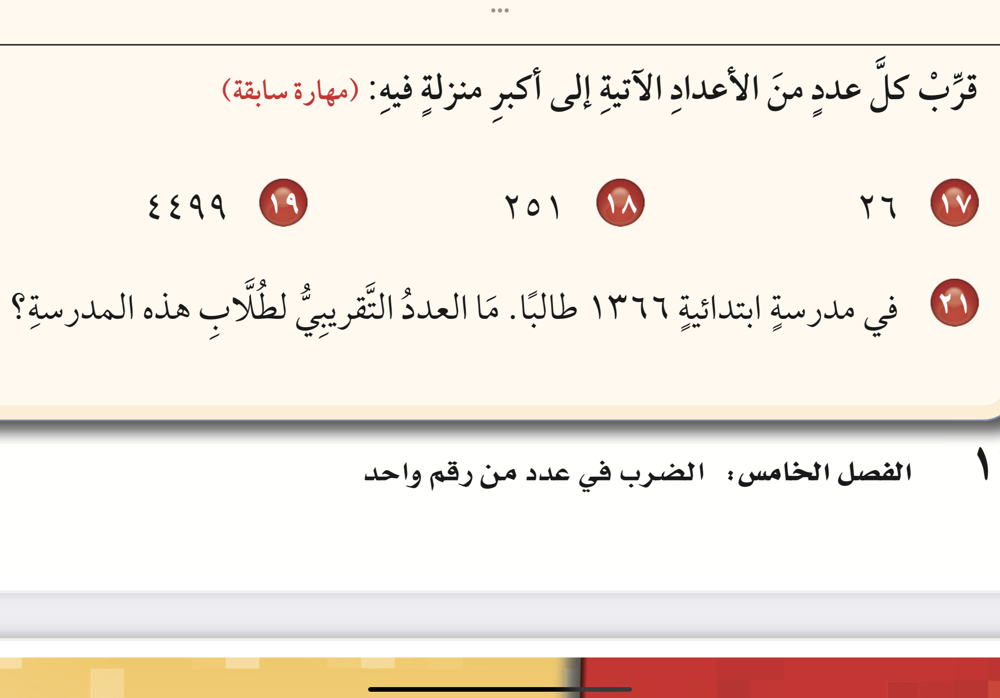 قرِّبْ كلَّ عددٍ منَ الأعدادِ الآتيةِ إلى أكبرِ منزلةٍ فيهِ: (مهارة سابقة)
١٧ ٢٦ ١٨ ٢٥١ ١٩ ٤٤٩٩
٢١ في مدرسةٍ ابتدائيةٍ ١٣٦٦ طالبًا. مَا العددُ التَّقريبِيُّ لطُلَّابِ هذه المدرسةِ؟
الفصل الخامس: الضرب في عدد من رقم واحد